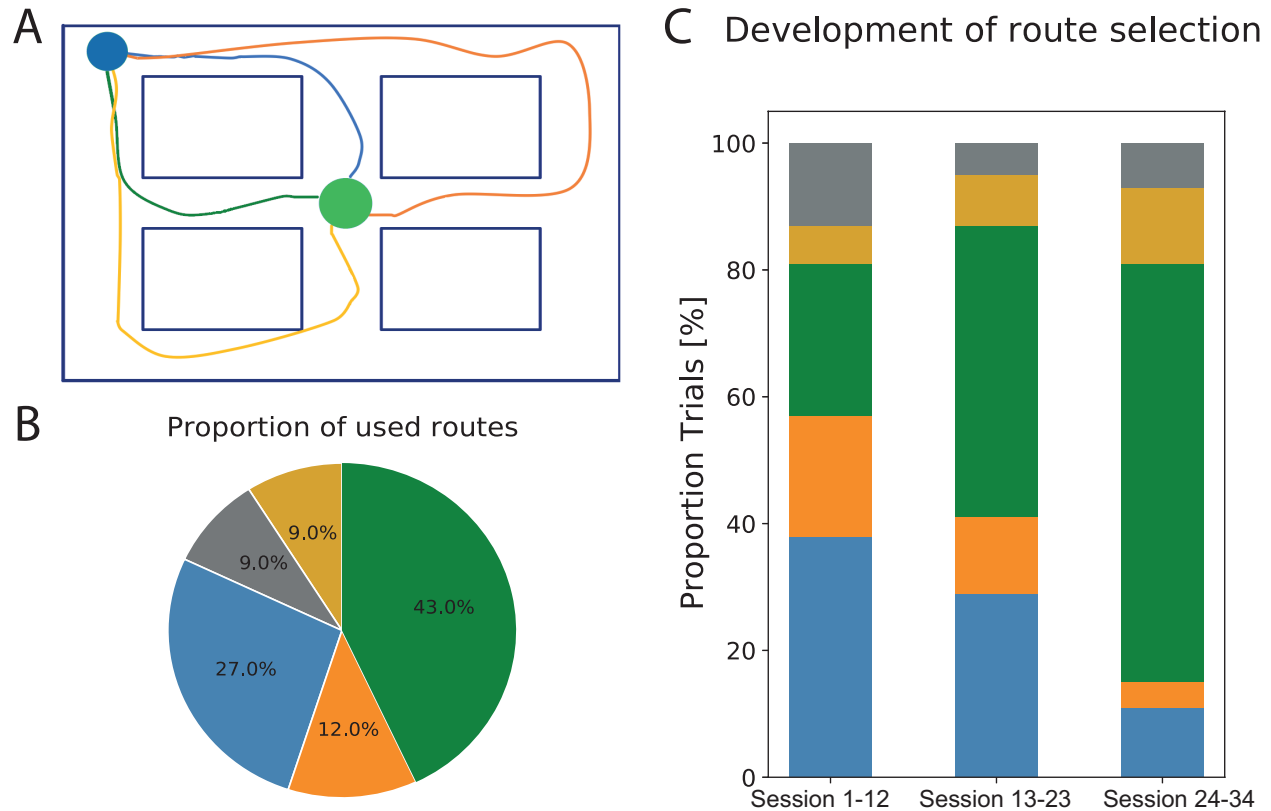 A
B
Proportion of used routes
9.0%
9.0%
43.0%
27.0%
12.0%
C Development of route selection
Proportion Trials [%]
100
80
60
40
20
0
Session 1-12 Session 13-23 Session 24-34